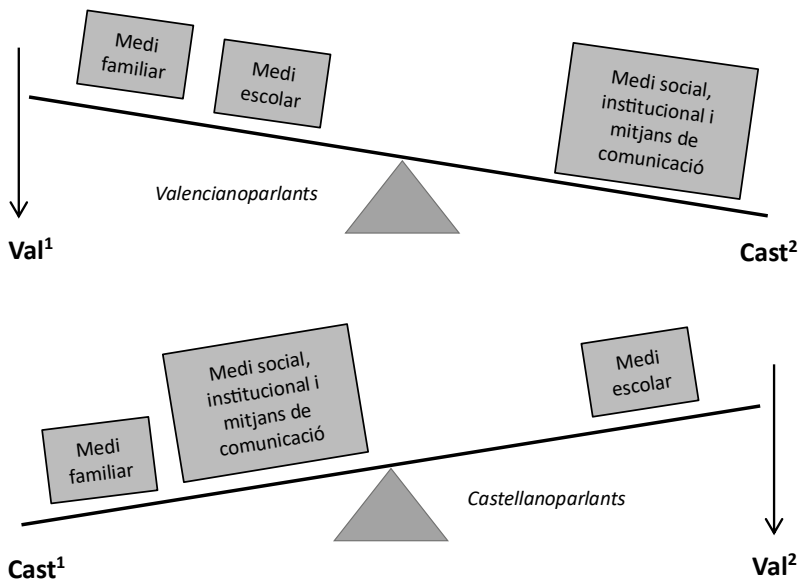 Medi
familiar
Medi
escolar
Medi social,
institucional i
mitjans de
comunicació
Valencianoparlants
Val¹
Cast²
Medi
familiar
Medi social,
institucional i
mitjans de
comunicació
Medi
escolar
Castellanoparlants
Cast¹
Val²